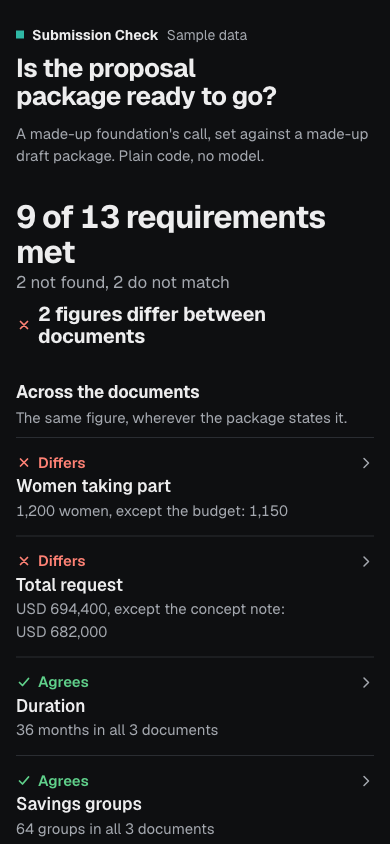 Submission Check Sample data
Is the proposal
package ready to go?
A made-up foundation's call, set against a made-up
draft package. Plain code, no model.
9 of 13 requirements
met
2 not found, 2 do not match
2 figures differ between
documents
Across the documents
The same figure, wherever the package states it.
Differs
Women taking part
1,200 women, except the budget: 1,150
Differs
Total request
USD 694,400, except the concept note:
USD 682,000
Agrees
Duration
36 months in all 3 documents
Agrees
Savings groups
64 groups in all 3 documents